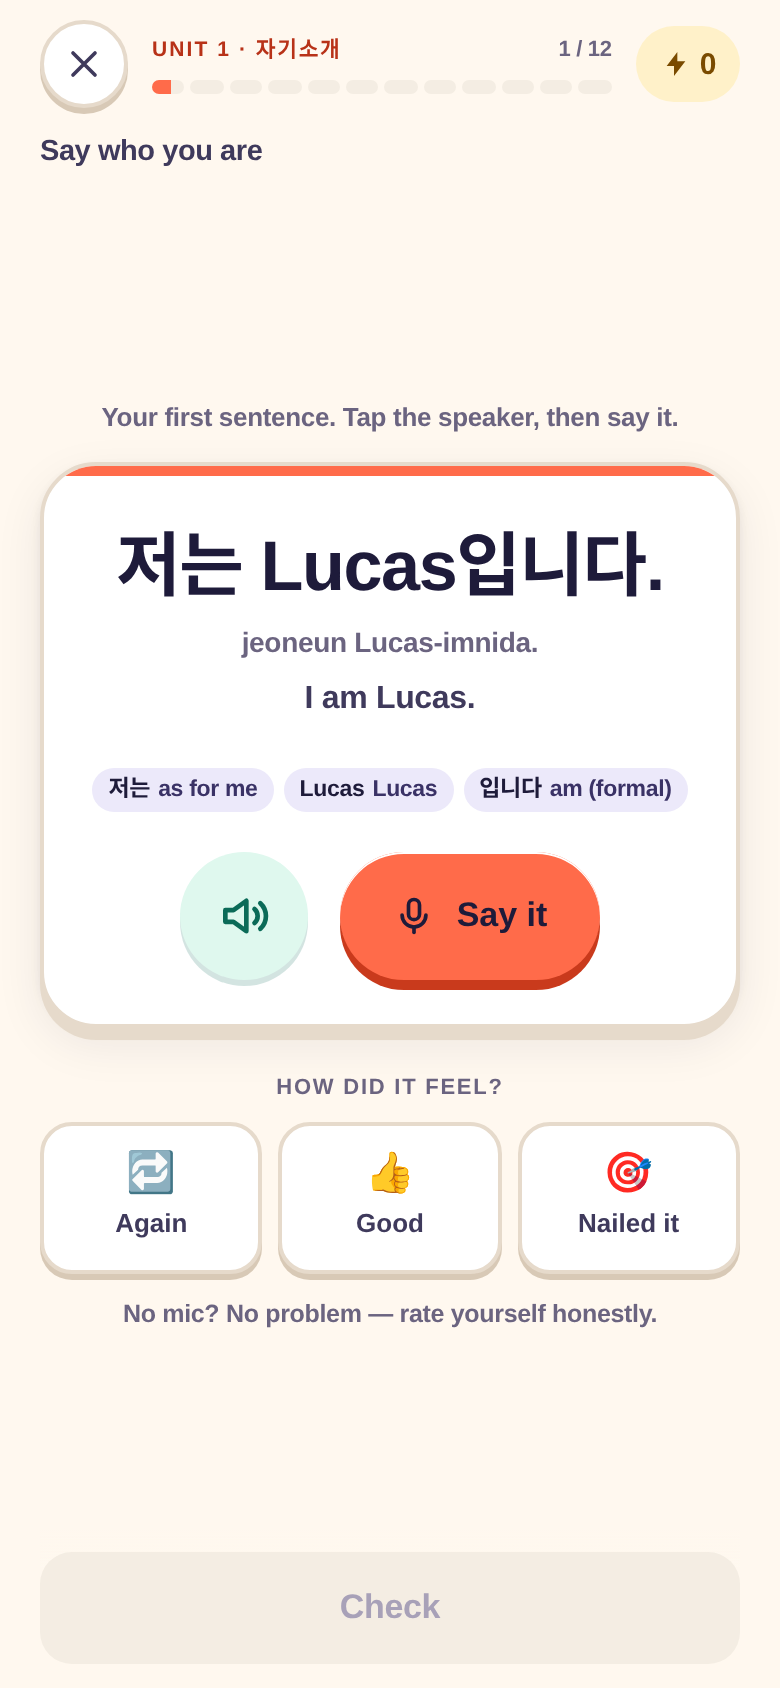 UNIT 1 · 자기소개
1 / 12
0
Say who you are
Your first sentence. Tap the speaker, then say it.
저는 Lucas입니다.
jeoneun Lucas-imnida.
I am Lucas.
저는 as for me
Lucas Lucas
입니다 am (formal)
Say it
HOW DID IT FEEL?
Again
Good
Nailed it
No mic? No problem — rate yourself honestly.
Check